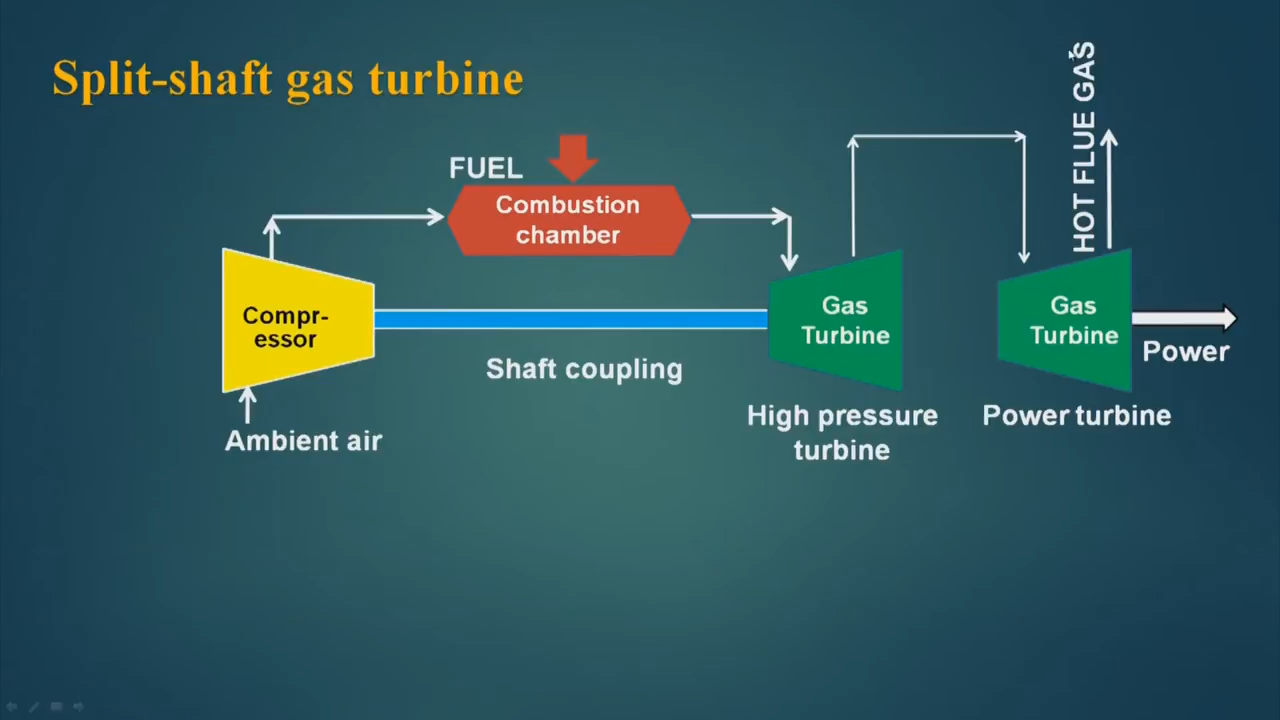 Split-shaft gas turbine
HOT FLUE GAS
FUEL
Combustion
chamber
Compr-
essor
Gas
Turbine
Gas
Turbine
Power
Shaft coupling
High pressure
turbine
Power turbine
Ambient air